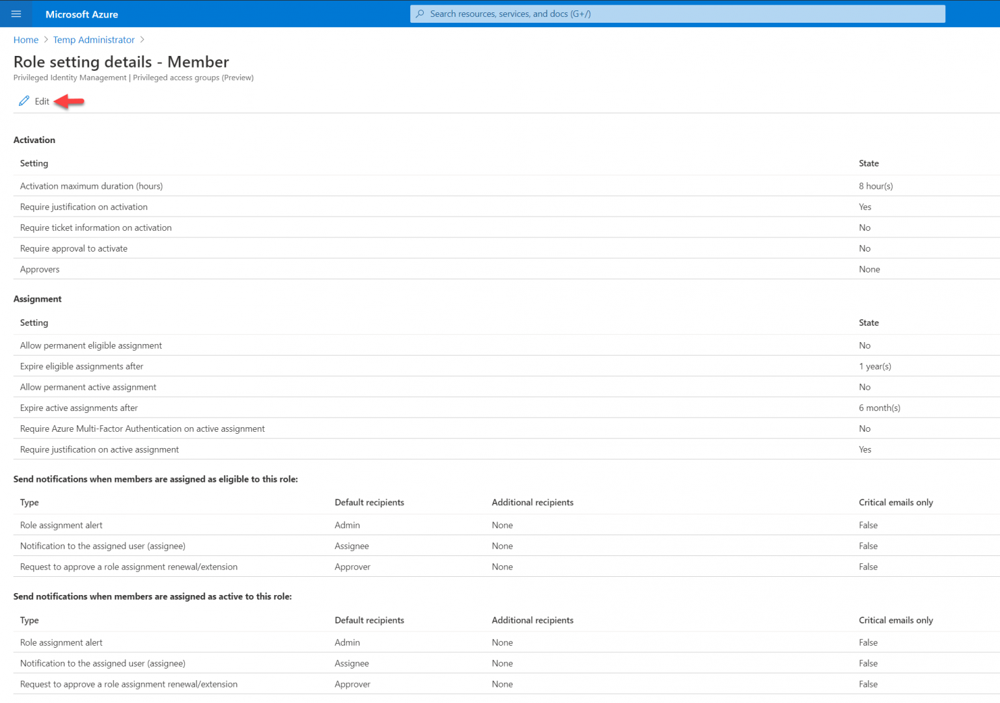 Microsoft Azure
Search resources, services, and docs (G+/)
Home > Temp Administrator >
Role setting details - Member
Privileged Identity Management | Privileged access groups (Preview)
Edit
Activation
Setting State
Activation maximum duration (hours) 8 hour(s)
Require justification on activation Yes
Require ticket information on activation No
Require approval to activate No
Approvers None
Assignment
Setting State
Allow permanent eligible assignment No
Expire eligible assignments after 1 year(s)
Allow permanent active assignment No
Expire active assignments after 6 month(s)
Require Azure Multi-Factor Authentication on active assignment No
Require justification on active assignment Yes
Send notifications when members are assigned as eligible to this role:
Type Default recipients Additional recipients Critical emails only
Role assignment alert Admin None False
Notification to the assigned user (assignee) Assignee None False
Request to approve a role assignment renewal/extension Approver None False
Send notifications when members are assigned as active to this role:
Type Default recipients Additional recipients Critical emails only
Role assignment alert Admin None False
Notification to the assigned user (assignee) Assignee None False
Request to approve a role assignment renewal/extension Approver None False